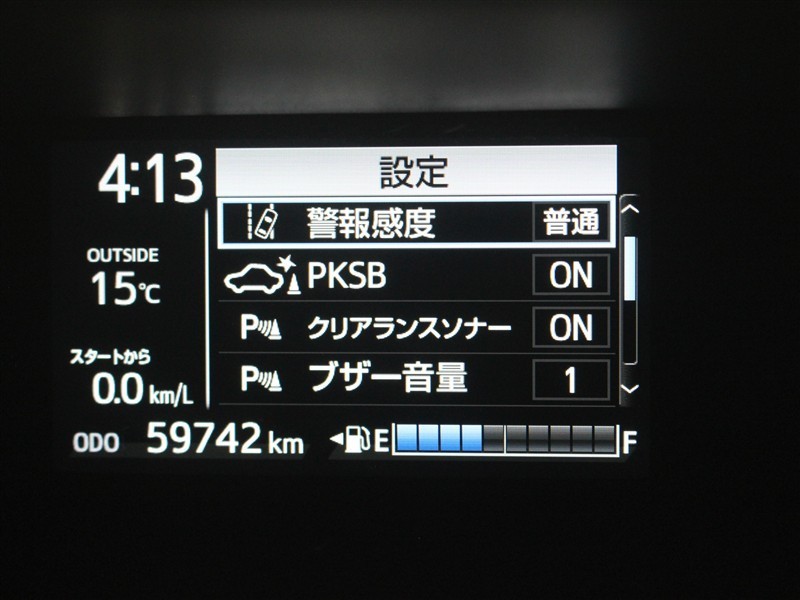 4:13
設定
警報感度 普通
OUTSIDE
15℃
PKSB ON
P クリアランスソナー ON
スタートから
0.0 km/L
P ブザー音量 1
ODO 59742 km E F